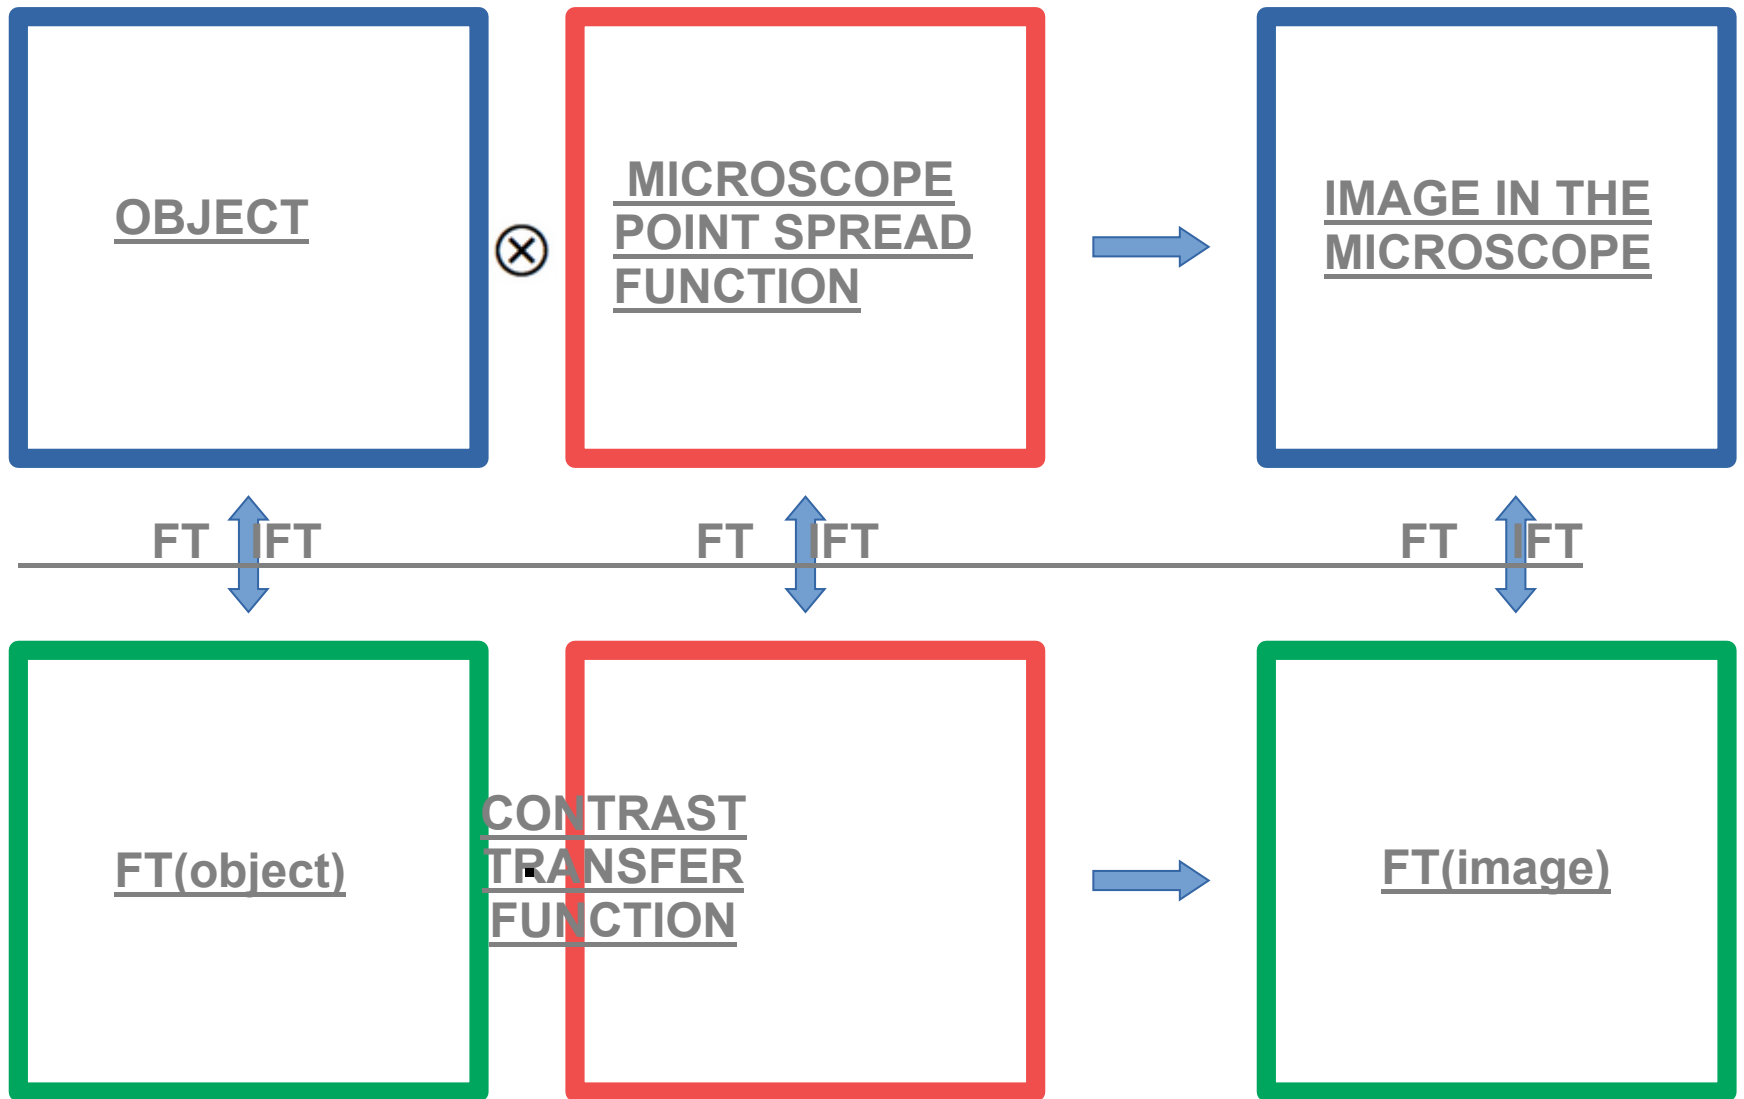 OBJECT
MICROSCOPE
POINT SPREAD
FUNCTION
IMAGE IN THE
MICROSCOPE
FT IFT FT IFT FT IFT
FT(object)
CONTRAST
TRANSFER
FUNCTION
FT(image)